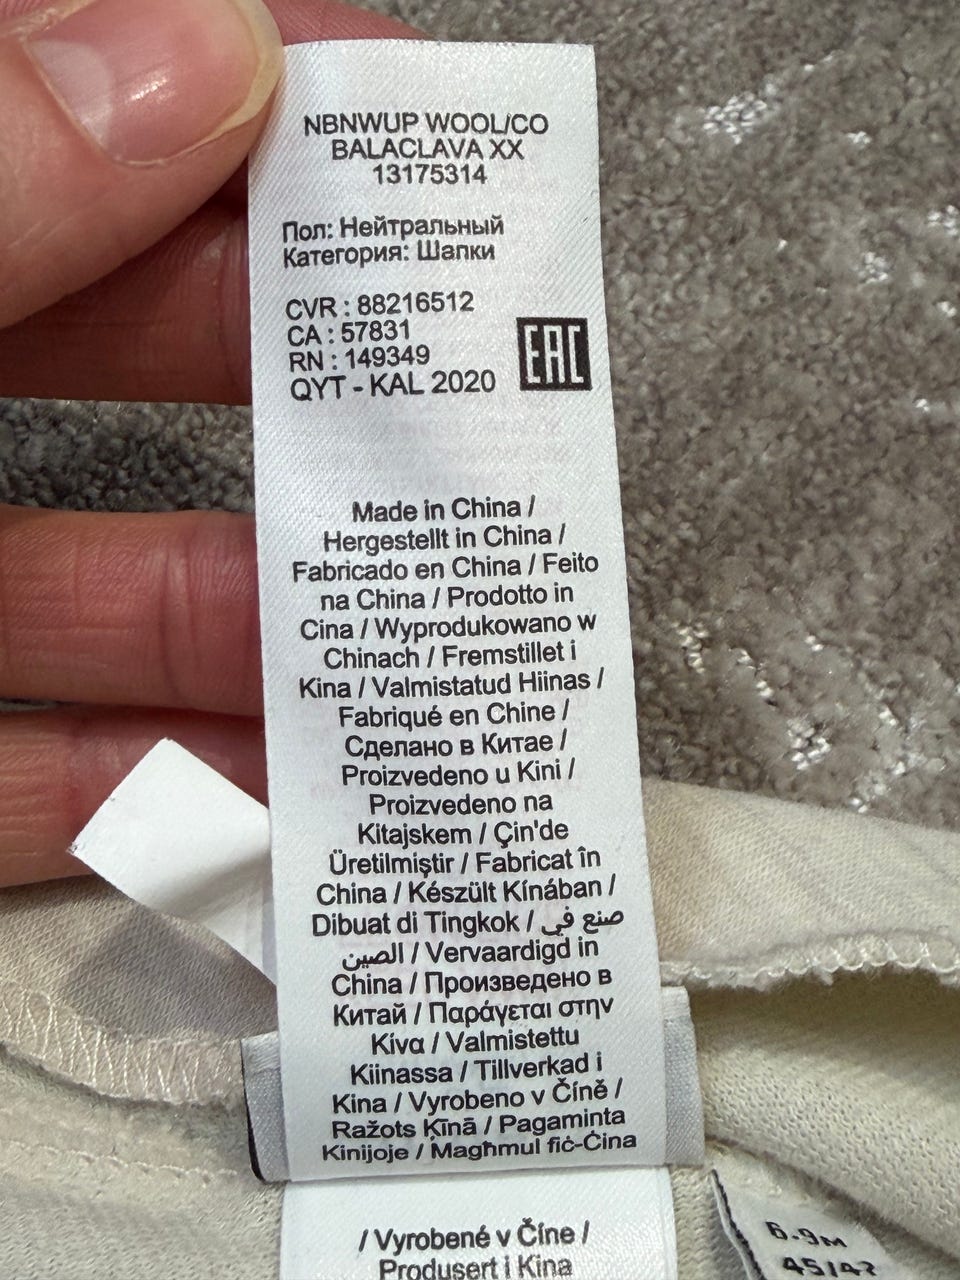 NBNWUP WOOL/CO
BALACLAVA XX
13175314
Пол: Нейтральный
Категория: Шапки
CVR : 88216512
CA : 57831
RN : 149349
QYT - KAL 2020
EAC
Made in China /
Hergestellt in China /
Fabricado en China / Feito
na China / Prodotto in
Cina / Wyprodukowano w
Chinach / Fremstillet i
Kina / Valmistatud Hiinas /
Fabriqué en Chine /
Сделано в Китае /
Proizvedeno u Kini /
Proizvedeno na
Kitajskem / Çin'de
Üretilmiştir / Fabricat în
China / Készült Kínában /
Dibuat di Tingkok / صنع في
الصين / Vervaardigd in
China / Произведено в
Китай / Παράγεται στην
Κίνα / Valmistettu
Kiinassa / Tillverkad i
Kina / Vyrobeno v Číně /
Ražots Ķīnā / Pagaminta
Kinijoje / Magħmul fiċ-Ċina
/ Vyrobené v Číne /
Produsert i Kina
6-9M